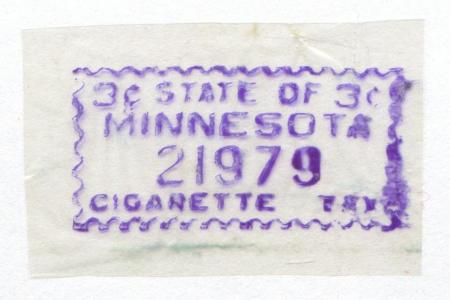 3¢ STATE OF 3¢
MINNESOTA
21979
CIGARETTE TAX